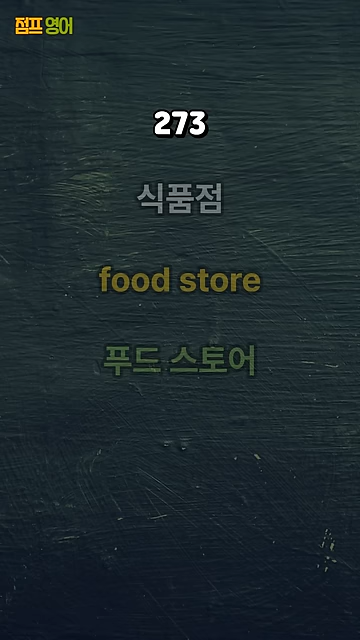 점프 영어
273
식품점
food store
푸드 스토어